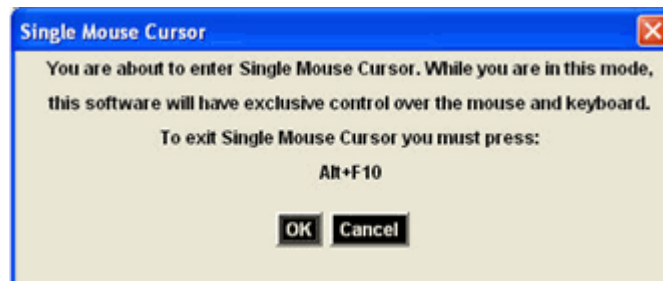 Single Mouse Cursor
You are about to enter Single Mouse Cursor. While you are in this mode,
this software will have exclusive control over the mouse and keyboard.
To exit Single Mouse Cursor you must press:
Alt+F10
OK Cancel